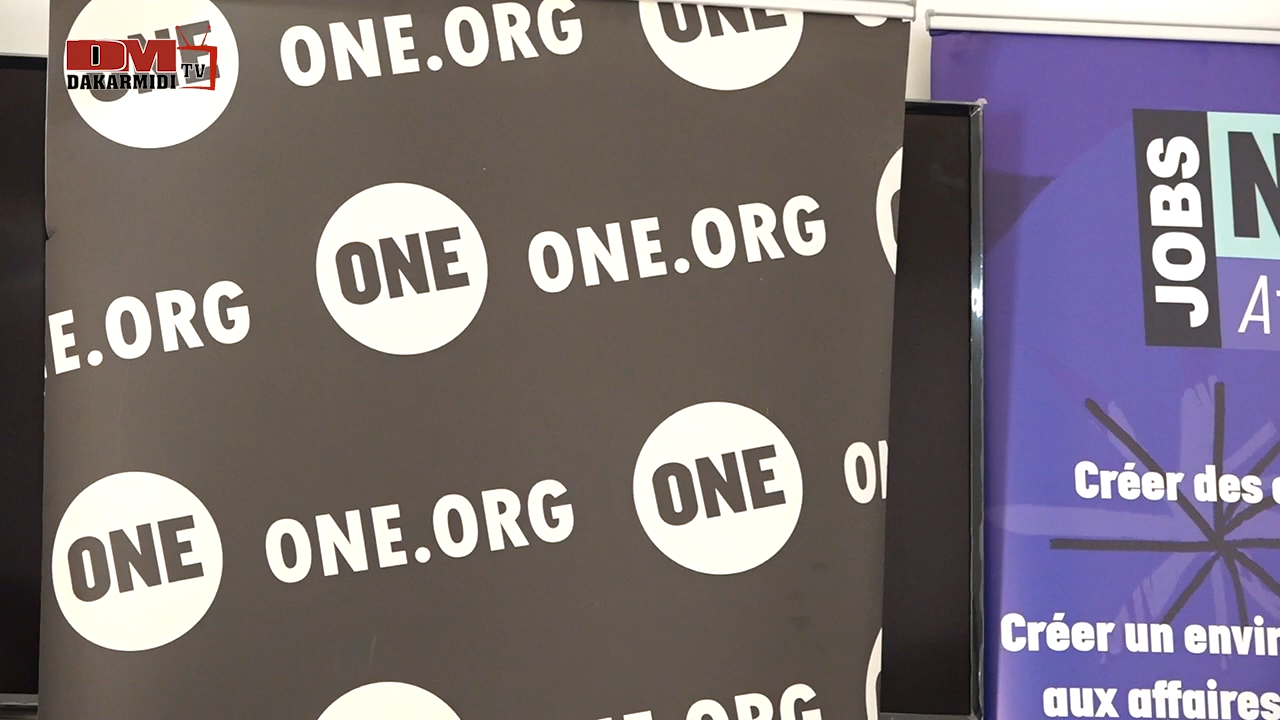 DM TV
DAKARMIDI
ONE
ONE.ORG
ONE
ONE
ONE.ORG
E.ORG
ONE
ONE.ORG
ONE
ONE.ORG
JOBS
Créer des
Créer un
aux affaires